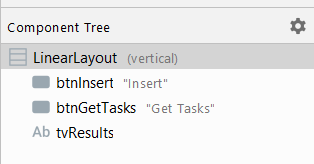 Component Tree
LinearLayout (vertical)
btnInsert "Insert"
btnGetTasks "Get Tasks"
Ab tvResults